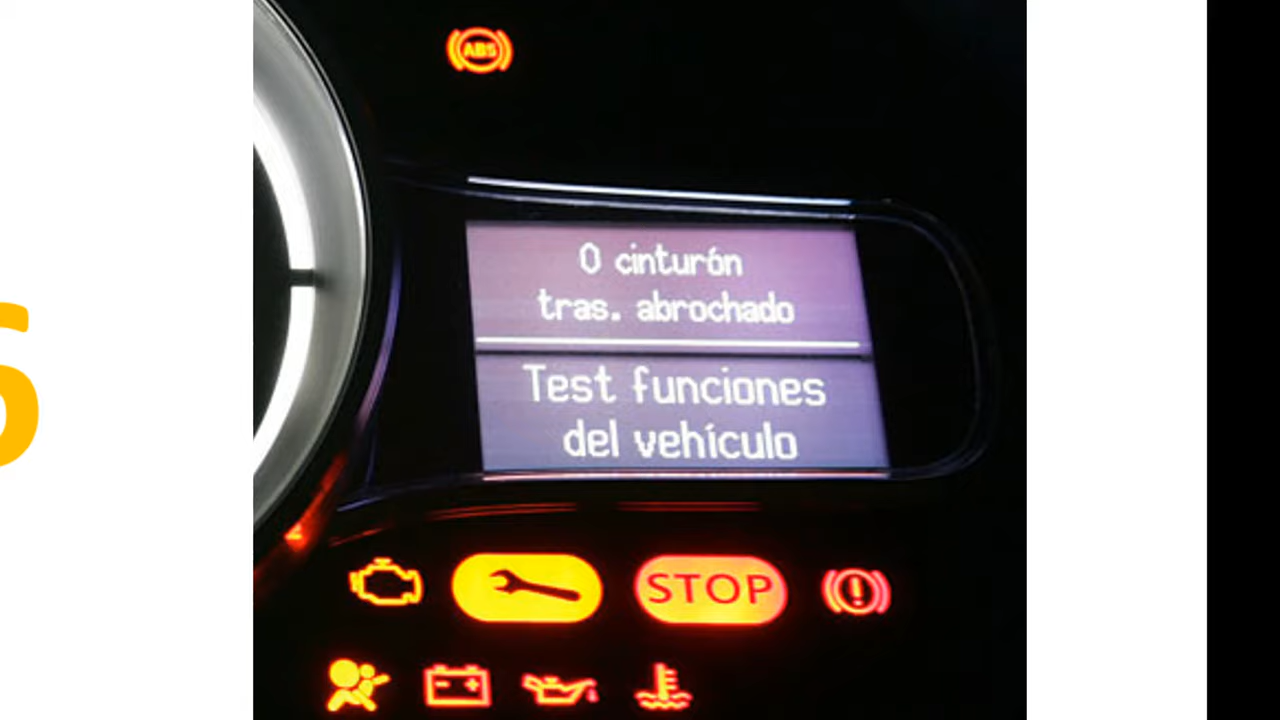 ABS
0 cinturón
tras. abrochado
Test funciones
del vehículo
STOP